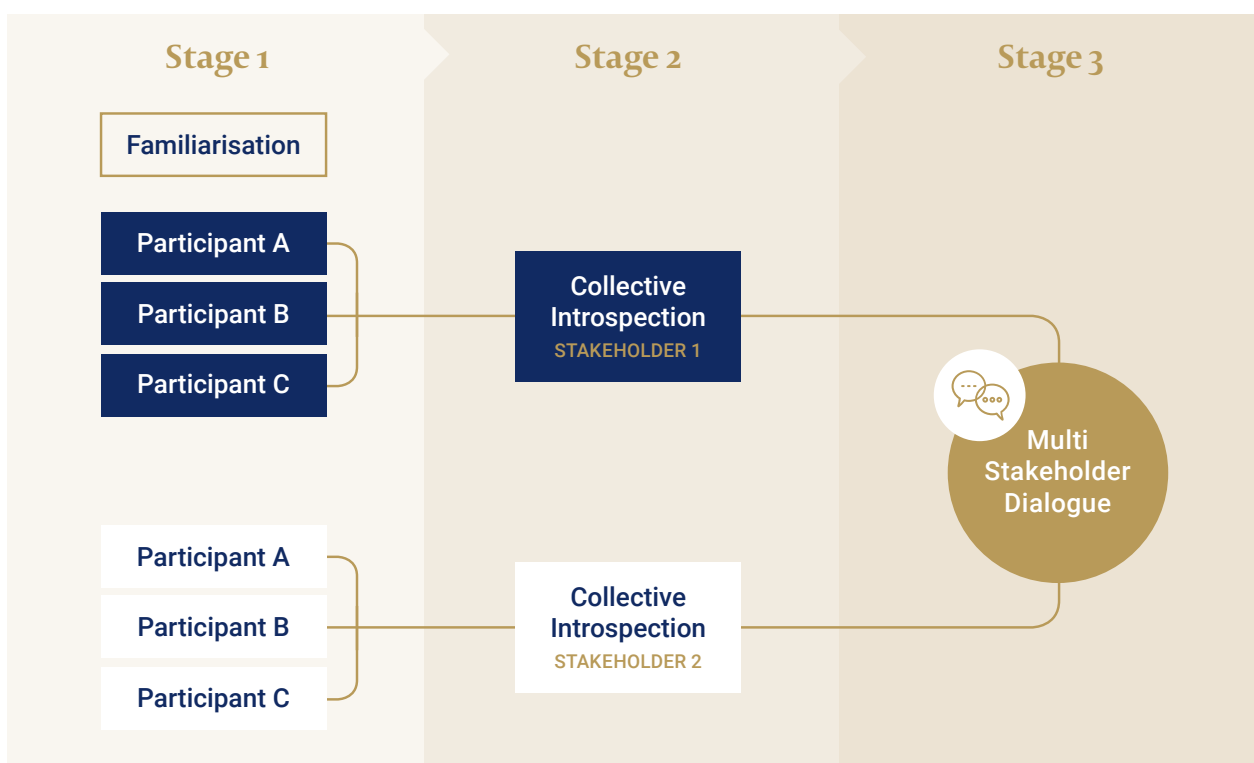 Stage 1
Stage 2
Stage 3
Familiarisation
Participant A
Participant B
Participant C
Collective
Introspection
STAKEHOLDER 1
Multi
Stakeholder
Dialogue
Participant A
Participant B
Participant C
Collective
Introspection
STAKEHOLDER 2